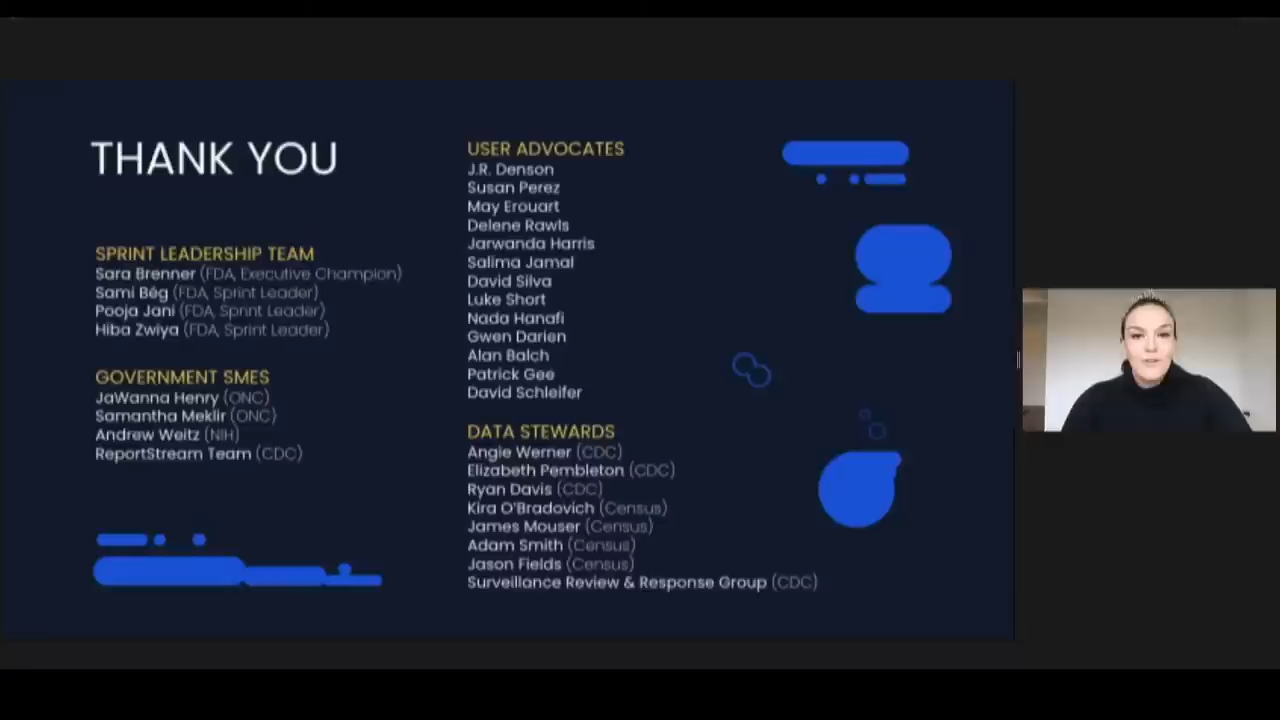 THANK YOU
SPRINT LEADERSHIP TEAM
Sara Brenner (FDA, Executive Champion)
Sami Bég (FDA, Sprint Leader)
Pooja Jani (FDA, Sprint Leader)
Hiba Zwiya (FDA, Sprint Leader)
GOVERNMENT SMES
JaWanna Henry (ONC)
Samantha Meklir (ONC)
Andrew Weitz (NIH)
ReportStream Team (CDC)
USER ADVOCATES
J.R. Denson
Susan Perez
May Erouart
Delene Rawls
Jarwanda Harris
Salima Jamal
David Silva
Luke Short
Nada Hanafi
Gwen Darien
Alan Balch
Patrick Gee
David Schleifer
DATA STEWARDS
Angie Werner (CDC)
Elizabeth Pembleton (CDC)
Ryan Davis (CDC)
Kira O'Bradovich (Census)
James Mouser (Census)
Adam Smith (Census)
Jason Fields (Census)
Surveillance Review & Response Group (CDC)